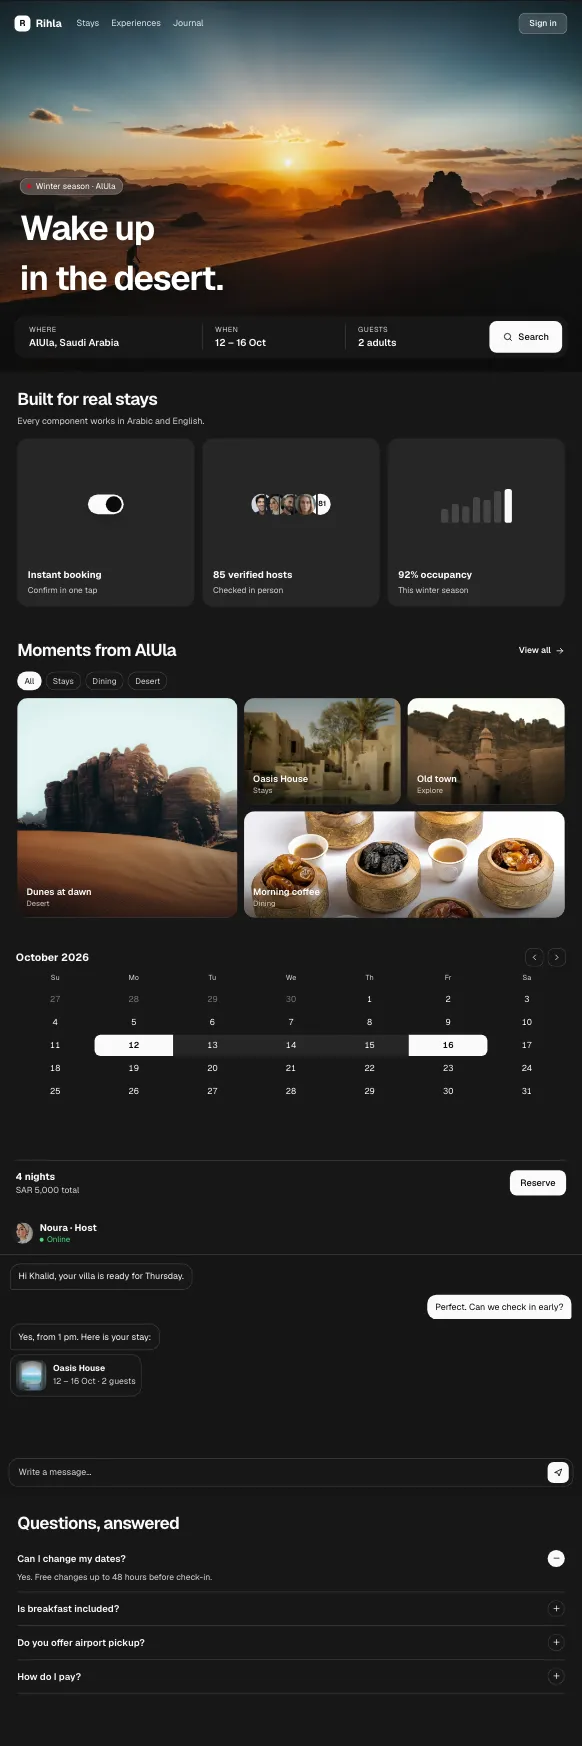 R Rihla Stays Experiences Journal Sign in
Winter season · AlUla
Wake up
in the desert.
WHERE
AlUla, Saudi Arabia
WHEN
12 – 16 Oct
GUESTS
2 adults
Search
Built for real stays
Every component works in Arabic and English.
Instant booking
Confirm in one tap
81
85 verified hosts
Checked in person
92% occupancy
This winter season
Moments from AlUla
View all →
All Stays Dining Desert
Dunes at dawn
Desert
Oasis House
Stays
Old town
Explore
Morning coffee
Dining
October 2026
Su Mo Tu We Th Fr Sa
27 28 29 30 1 2 3
4 5 6 7 8 9 10
11 12 13 14 15 16 17
18 19 20 21 22 23 24
25 26 27 28 29 30 31
4 nights
SAR 5,000 total
Reserve
Noura · Host
Online
Hi Khalid, your villa is ready for Thursday.
Perfect. Can we check in early?
Yes, from 1 pm. Here is your stay:
Oasis House
12 – 16 Oct · 2 guests
Write a message...
Questions, answered
Can I change my dates?
Yes. Free changes up to 48 hours before check-in.
Is breakfast included?
Do you offer airport pickup?
How do I pay?